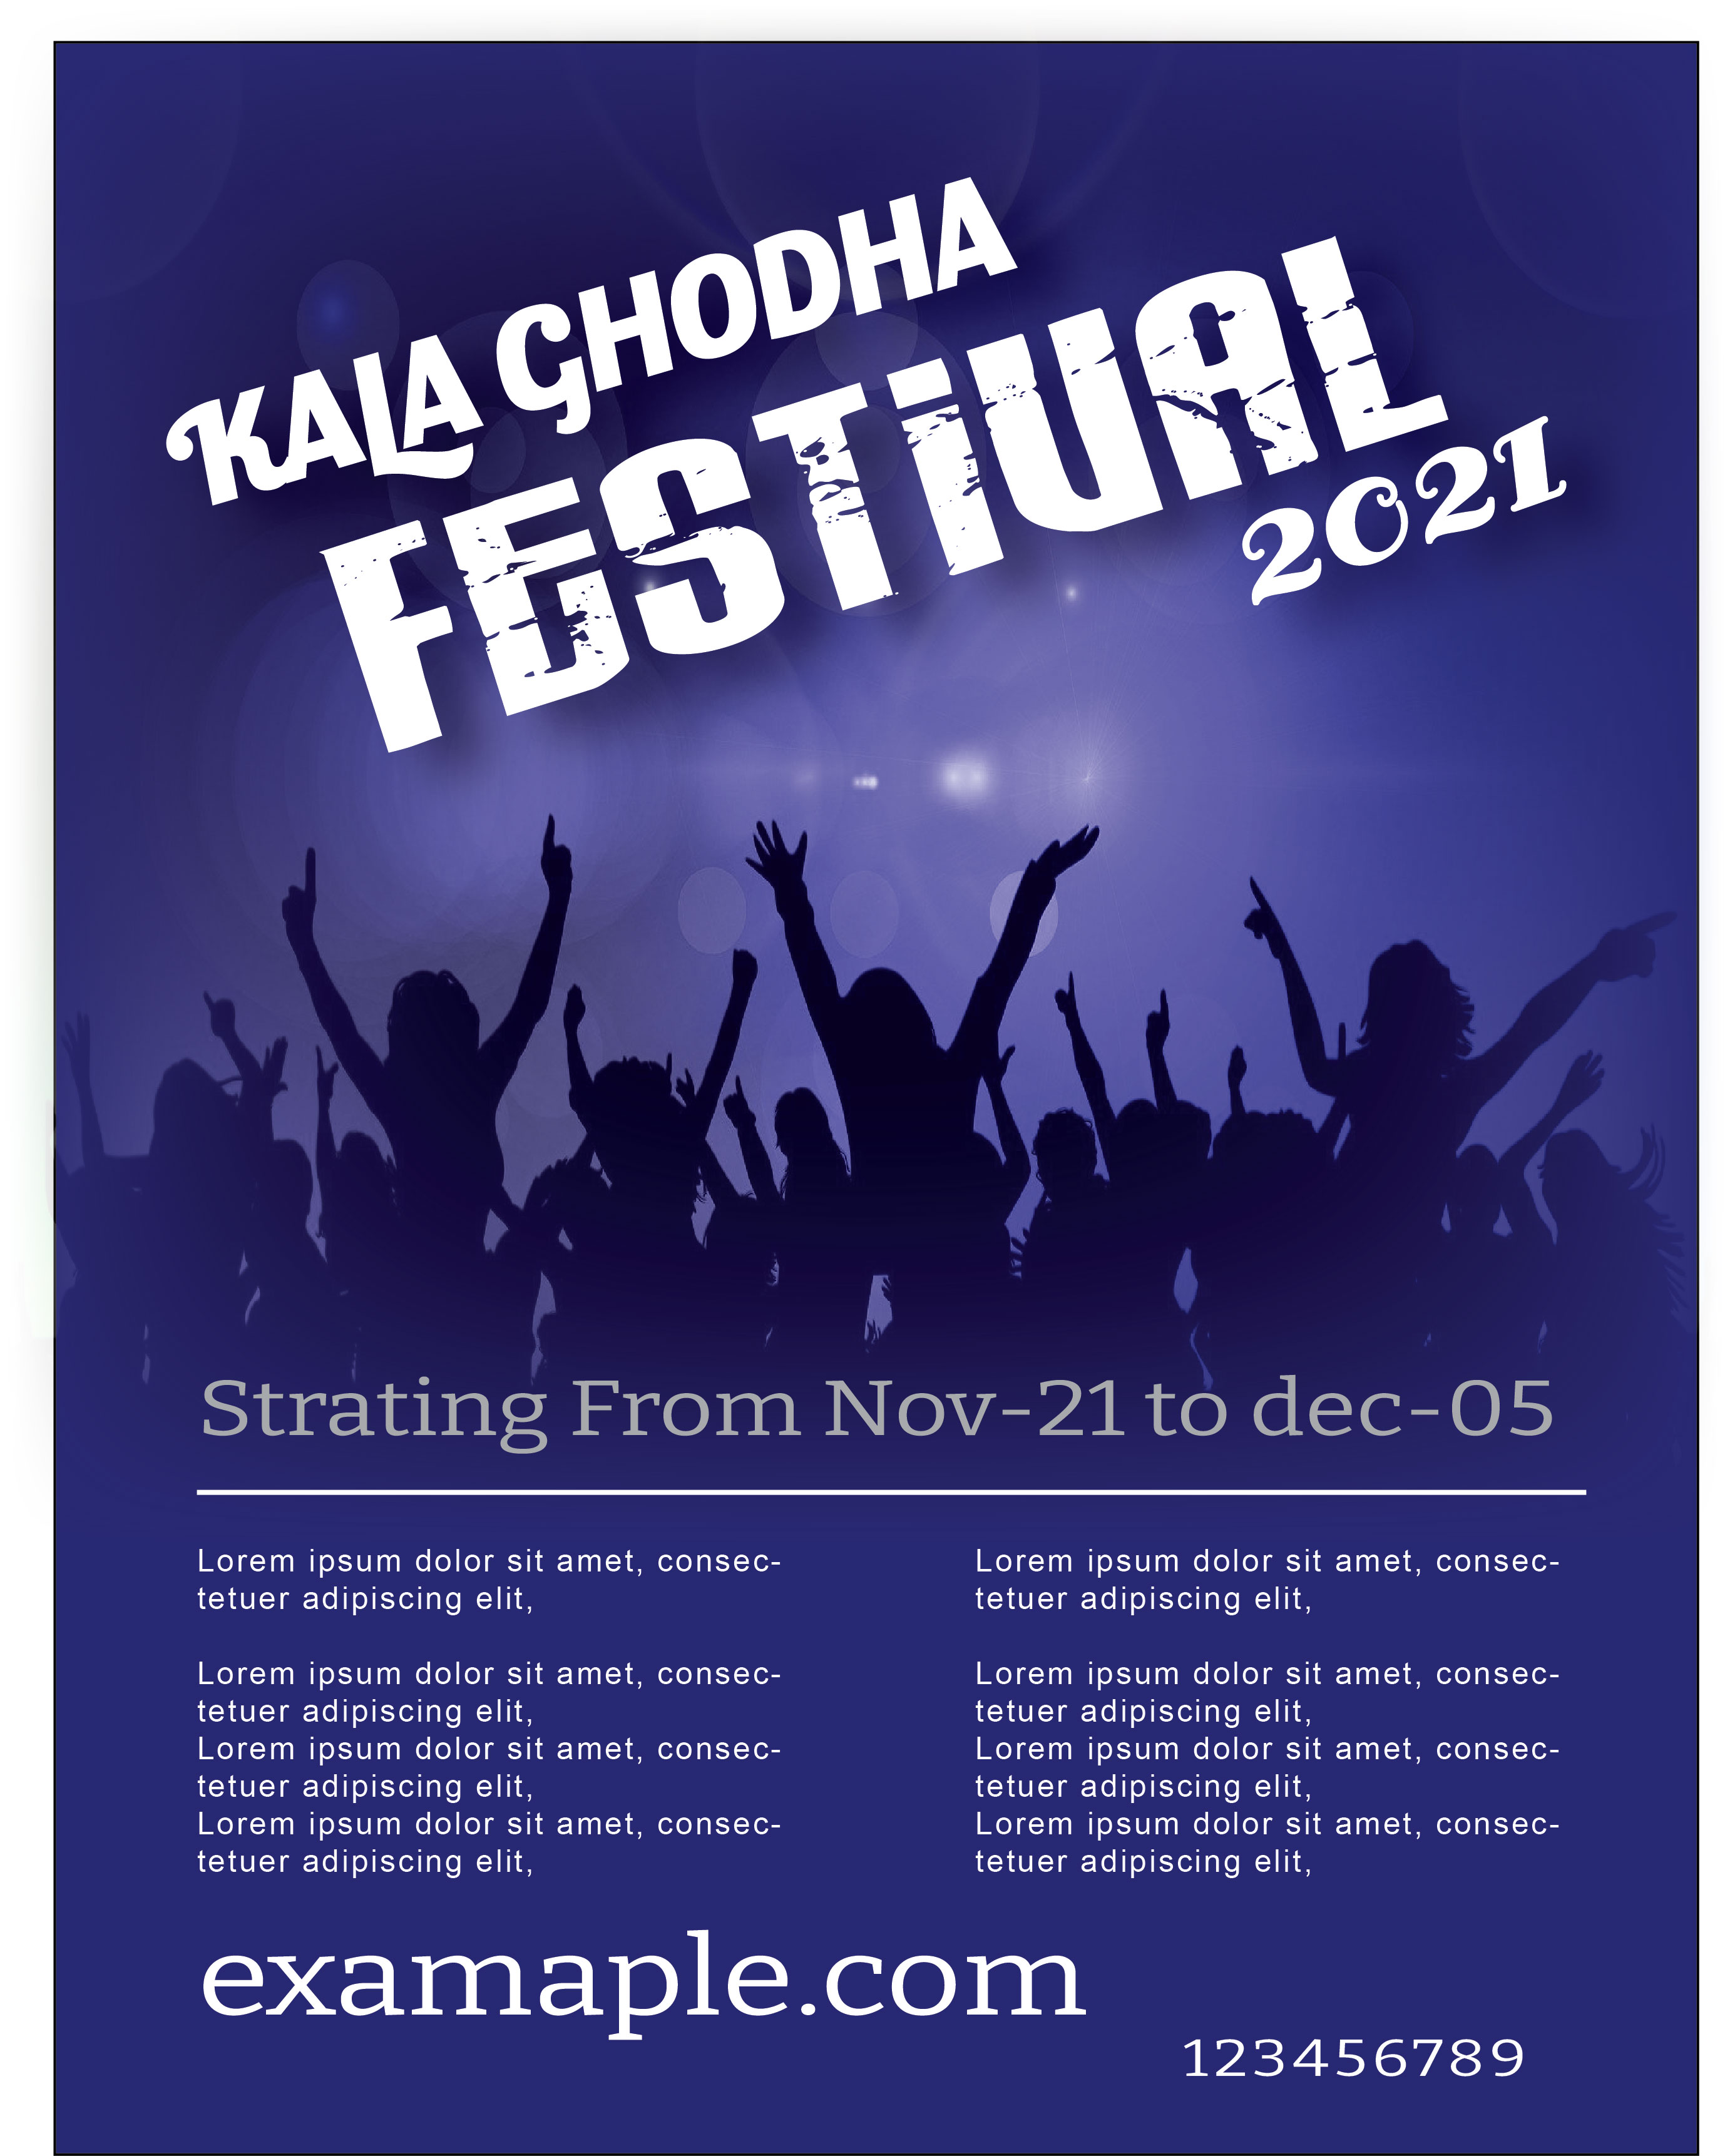 KALA GHODHA
FESTiVAL
2021
Strating From Nov-21 to dec-05
Lorem ipsum dolor sit amet, consec-
tetuer adipiscing elit,
Lorem ipsum dolor sit amet, consec-
tetuer adipiscing elit,
Lorem ipsum dolor sit amet, consec-
tetuer adipiscing elit,
Lorem ipsum dolor sit amet, consec-
tetuer adipiscing elit,
Lorem ipsum dolor sit amet, consec-
tetuer adipiscing elit,
Lorem ipsum dolor sit amet, consec-
tetuer adipiscing elit,
Lorem ipsum dolor sit amet, consec-
tetuer adipiscing elit,
Lorem ipsum dolor sit amet, consec-
tetuer adipiscing elit,
examaple.com
123456789